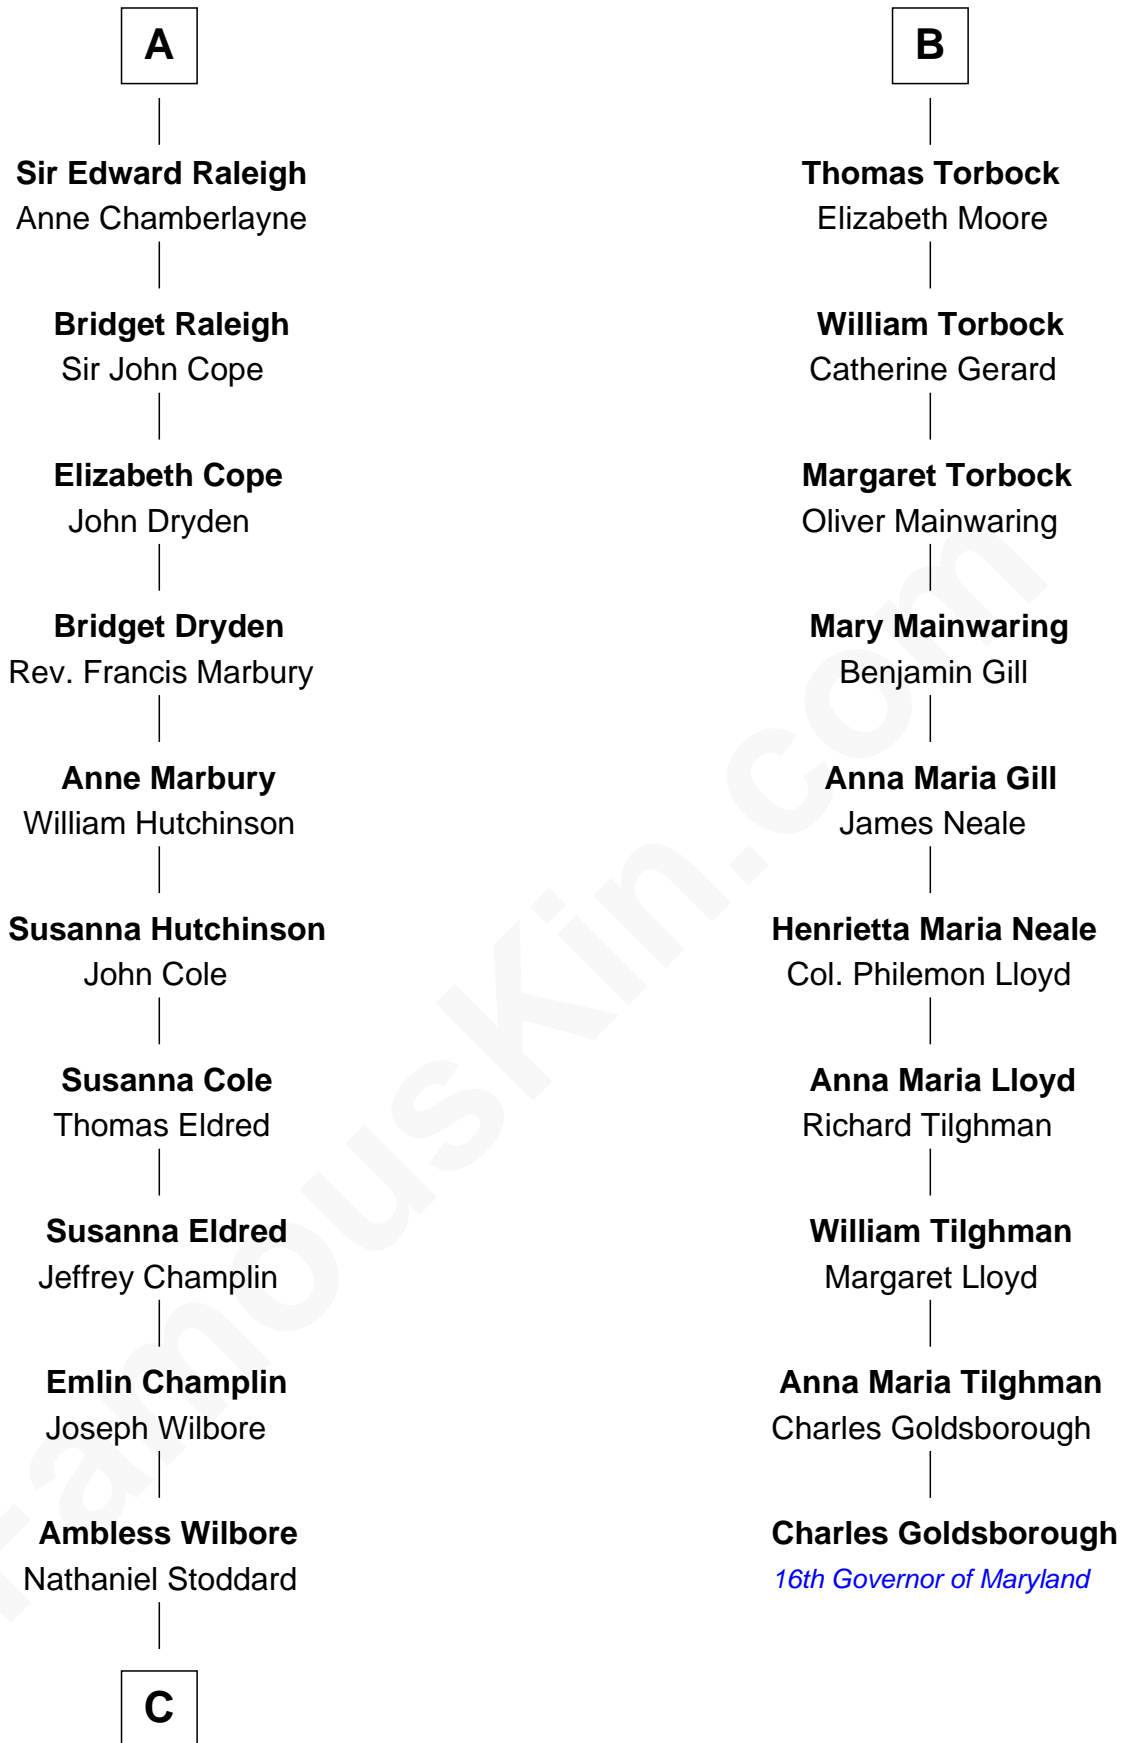 A
Sir Edward Raleigh
Anne Chamberlayne
Bridget Raleigh
Sir John Cope
Elizabeth Cope
John Dryden
Bridget Dryden
Rev. Francis Marbury
Anne Marbury
William Hutchinson
Susanna Hutchinson
John Cole
Susanna Cole
Thomas Eldred
Susanna Eldred
Jeffrey Champlin
Emlin Champlin
Joseph Wilbore
Ambless Wilbore
Nathaniel Stoddard
C
B
Thomas Torbock
Elizabeth Moore
William Torbock
Catherine Gerard
Margaret Torbock
Oliver Mainwaring
Mary Mainwaring
Benjamin Gill
Anna Maria Gill
James Neale
Henrietta Maria Neale
Col. Philemon Lloyd
Anna Maria Lloyd
Richard Tilghman
William Tilghman
Margaret Lloyd
Anna Maria Tilghman
Charles Goldsborough
Charles Goldsborough
16th Governor of Maryland
FamousKin.com